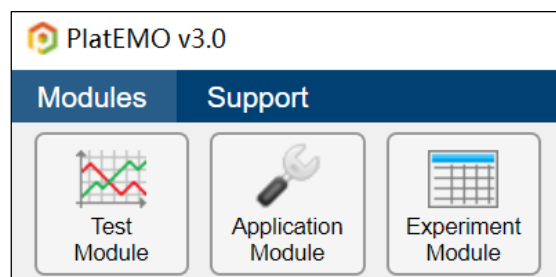 PlatEMO v3.0
Modules Support
Test Module
Application Module
Experiment Module